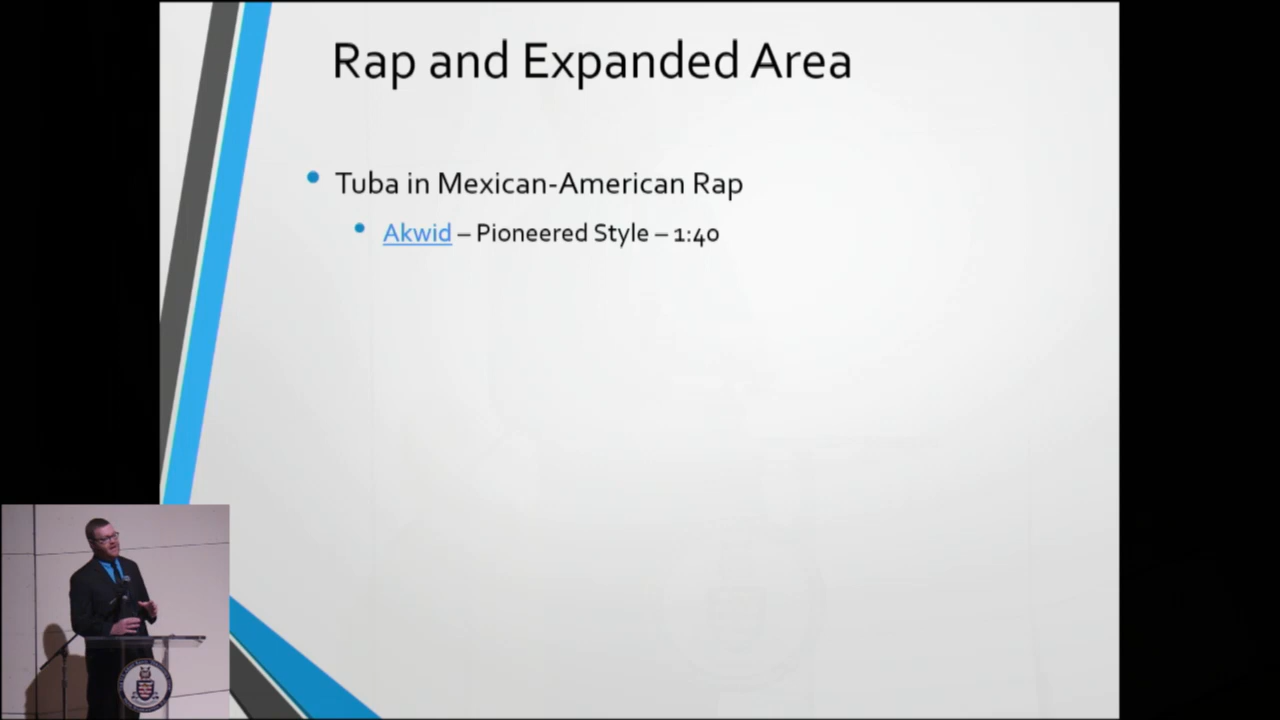 Rap and Expanded Area
Tuba in Mexican-American Rap
Akwid – Pioneered Style – 1:40